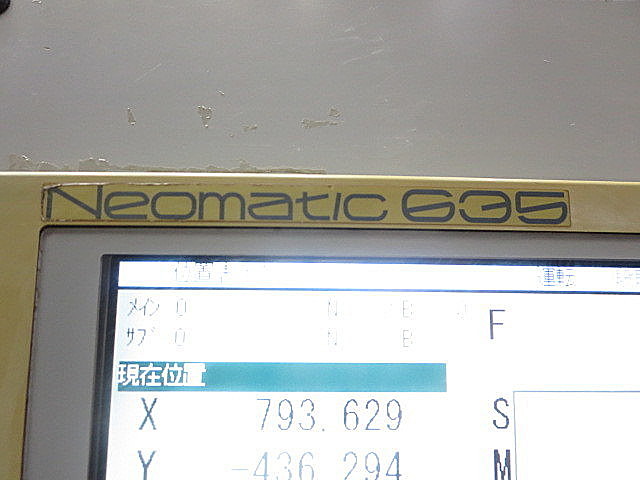 Neomatic 635
運転
メイン 0 N B
サブ 0 N B
F
現在位置
X 793.629 S
Y -436.294 M